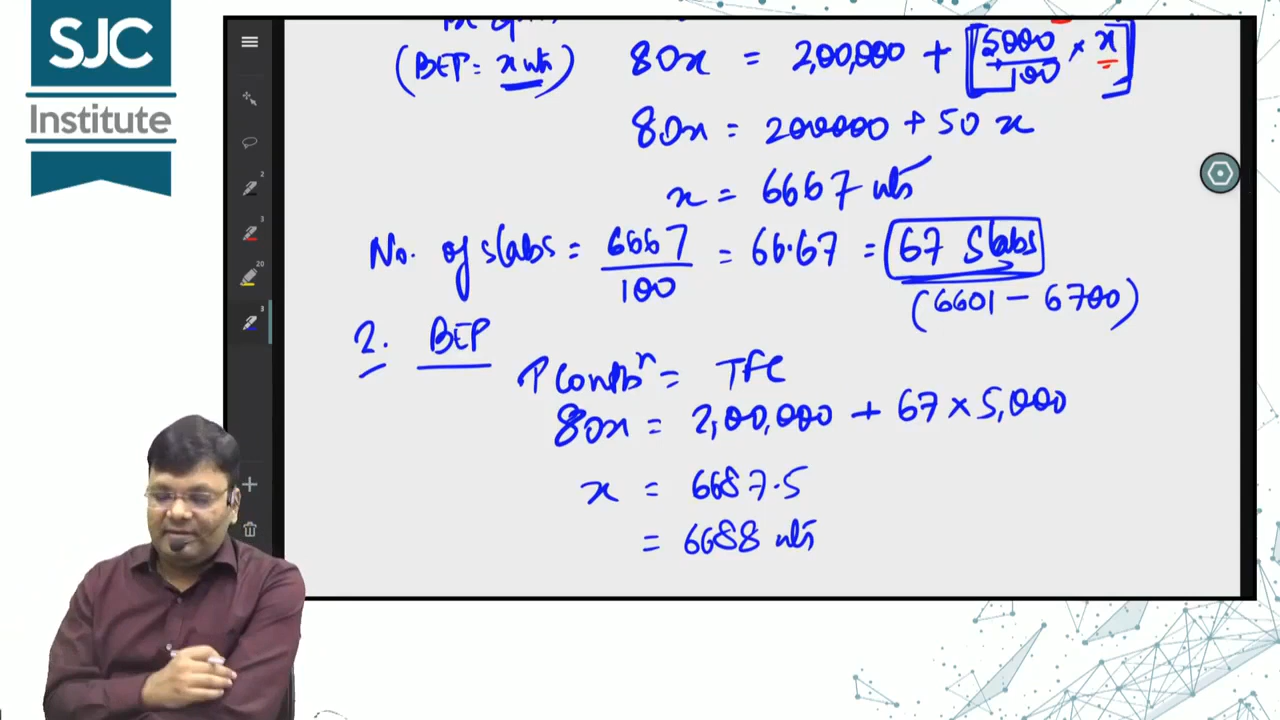 SJC
Institute
(BEP = x uts) 80x = 2,00,000 + [5000/100 × x]
80x = 200000 + 50 x
x = 6667 uts
No. of slabs = 6667/100 = 66.67 = 67 Slabs
(6601 - 6700)
2. BEP
T Contbⁿ = TFC
80x = 2,00,000 + 67 × 5,000
x = 6687.5
= 6688 uts